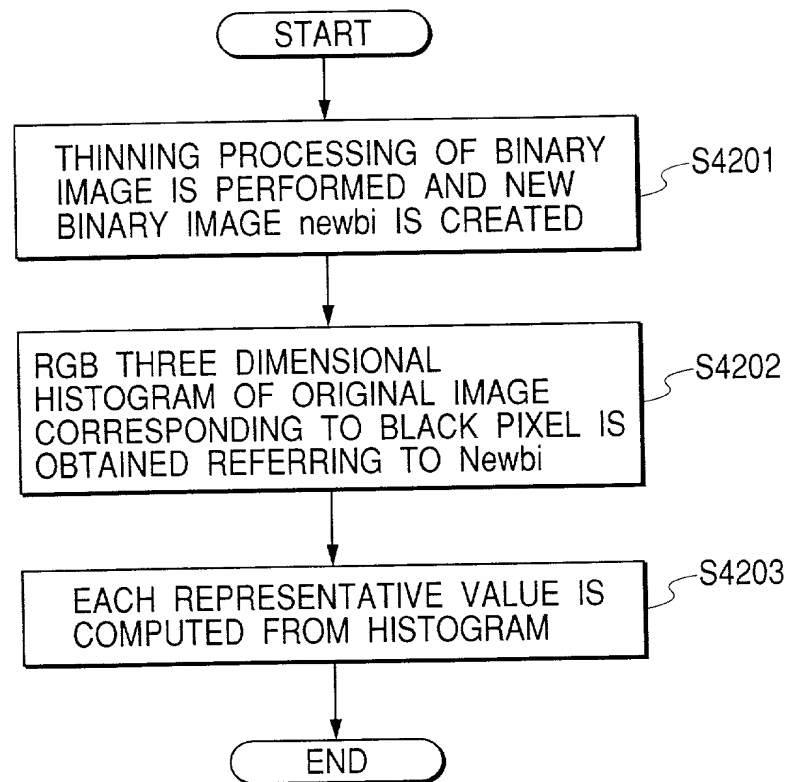 START
THINNING PROCESSING OF BINARY
IMAGE IS PERFORMED AND NEW
BINARY IMAGE newbi IS CREATED
S4201
RGB THREE DIMENSIONAL
HISTOGRAM OF ORIGINAL IMAGE
CORRESPONDING TO BLACK PIXEL IS
OBTAINED REFERRING TO Newbi
S4202
EACH REPRESENTATIVE VALUE IS
COMPUTED FROM HISTOGRAM
S4203
END